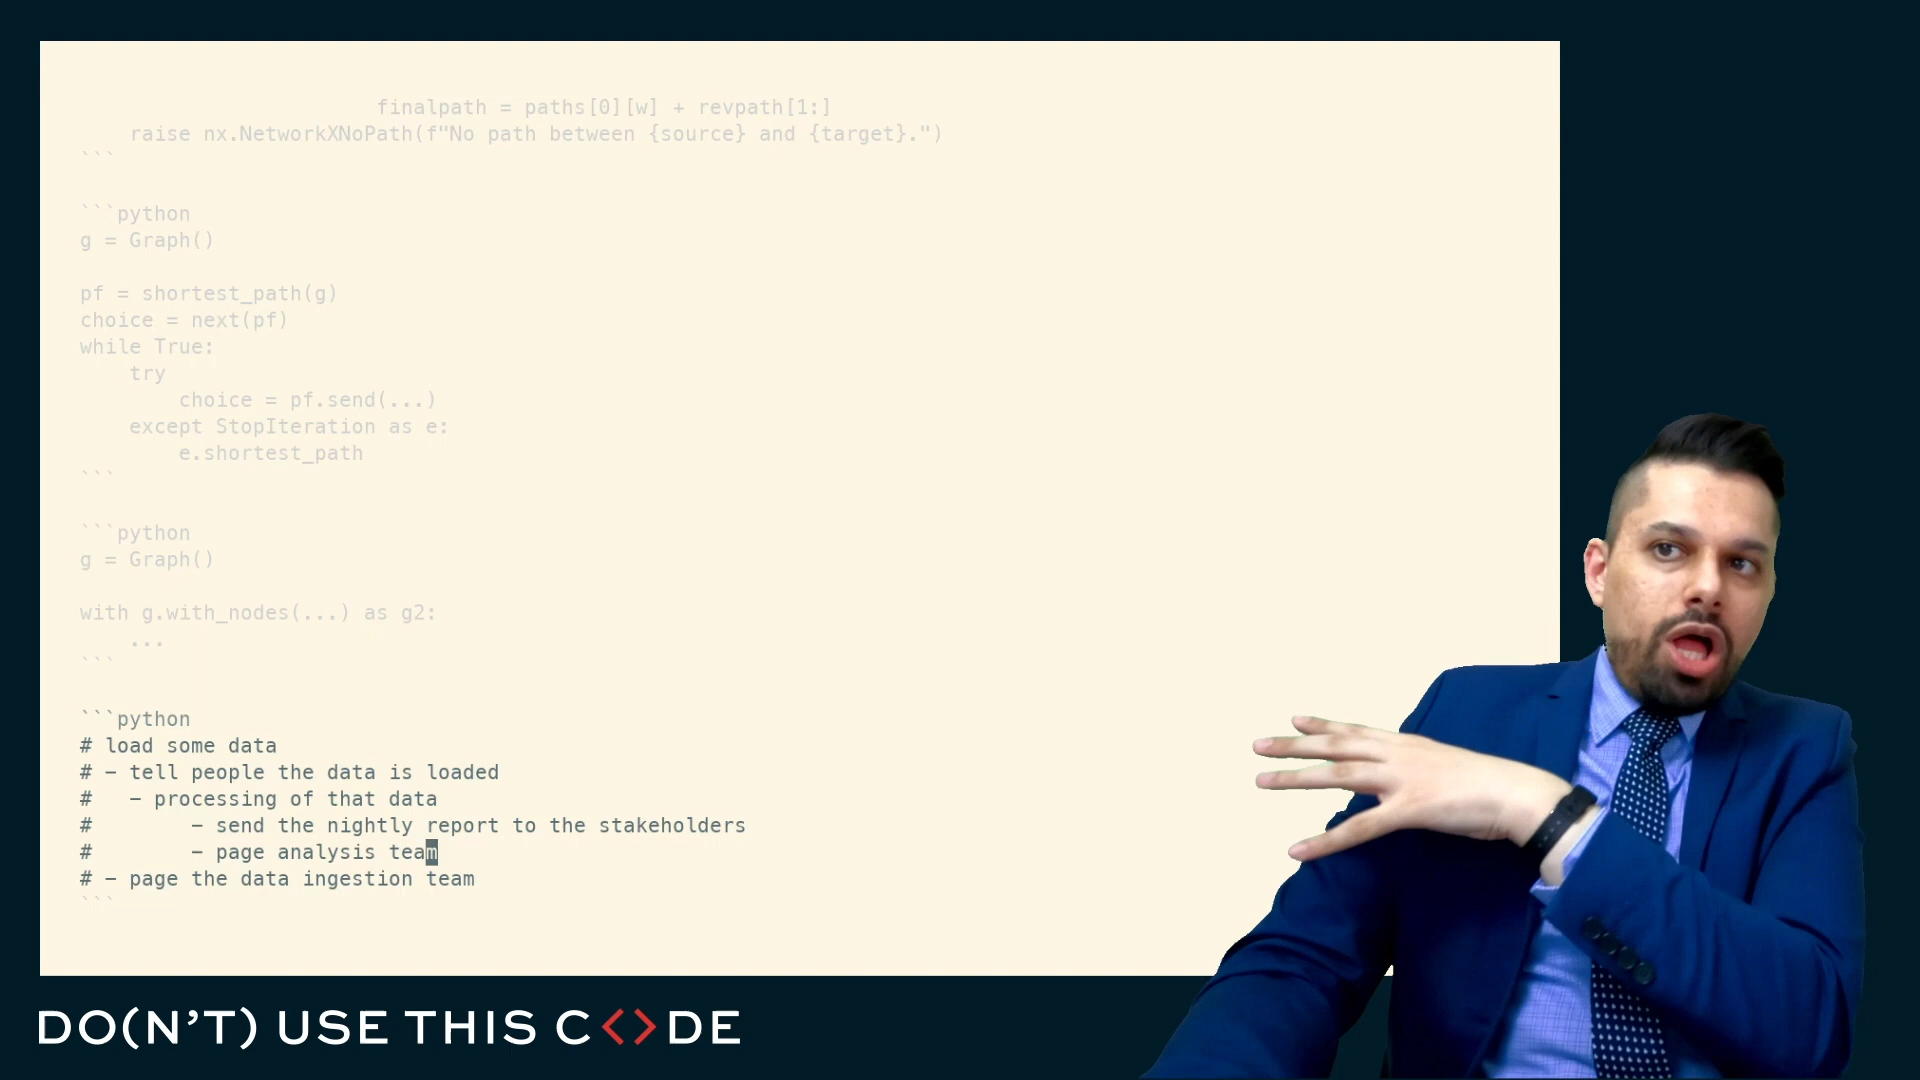 finalpath = paths[0][w] + revpath[1:]
    raise nx.NetworkXNoPath(f"No path between {source} and {target}.")
```
```python
g = Graph()
pf = shortest_path(g)
choice = next(pf)
while True:
    try
        choice = pf.send(...)
    except StopIteration as e:
        e.shortest_path
```
```python
g = Graph()
with g.with_nodes(...) as g2:
    ...
```
```python
# load some data
# - tell people the data is loaded
#   - processing of that data
#        - send the nightly report to the stakeholders
#        - page analysis team
# - page the data ingestion team
```
DO(N'T) USE THIS C<>DE